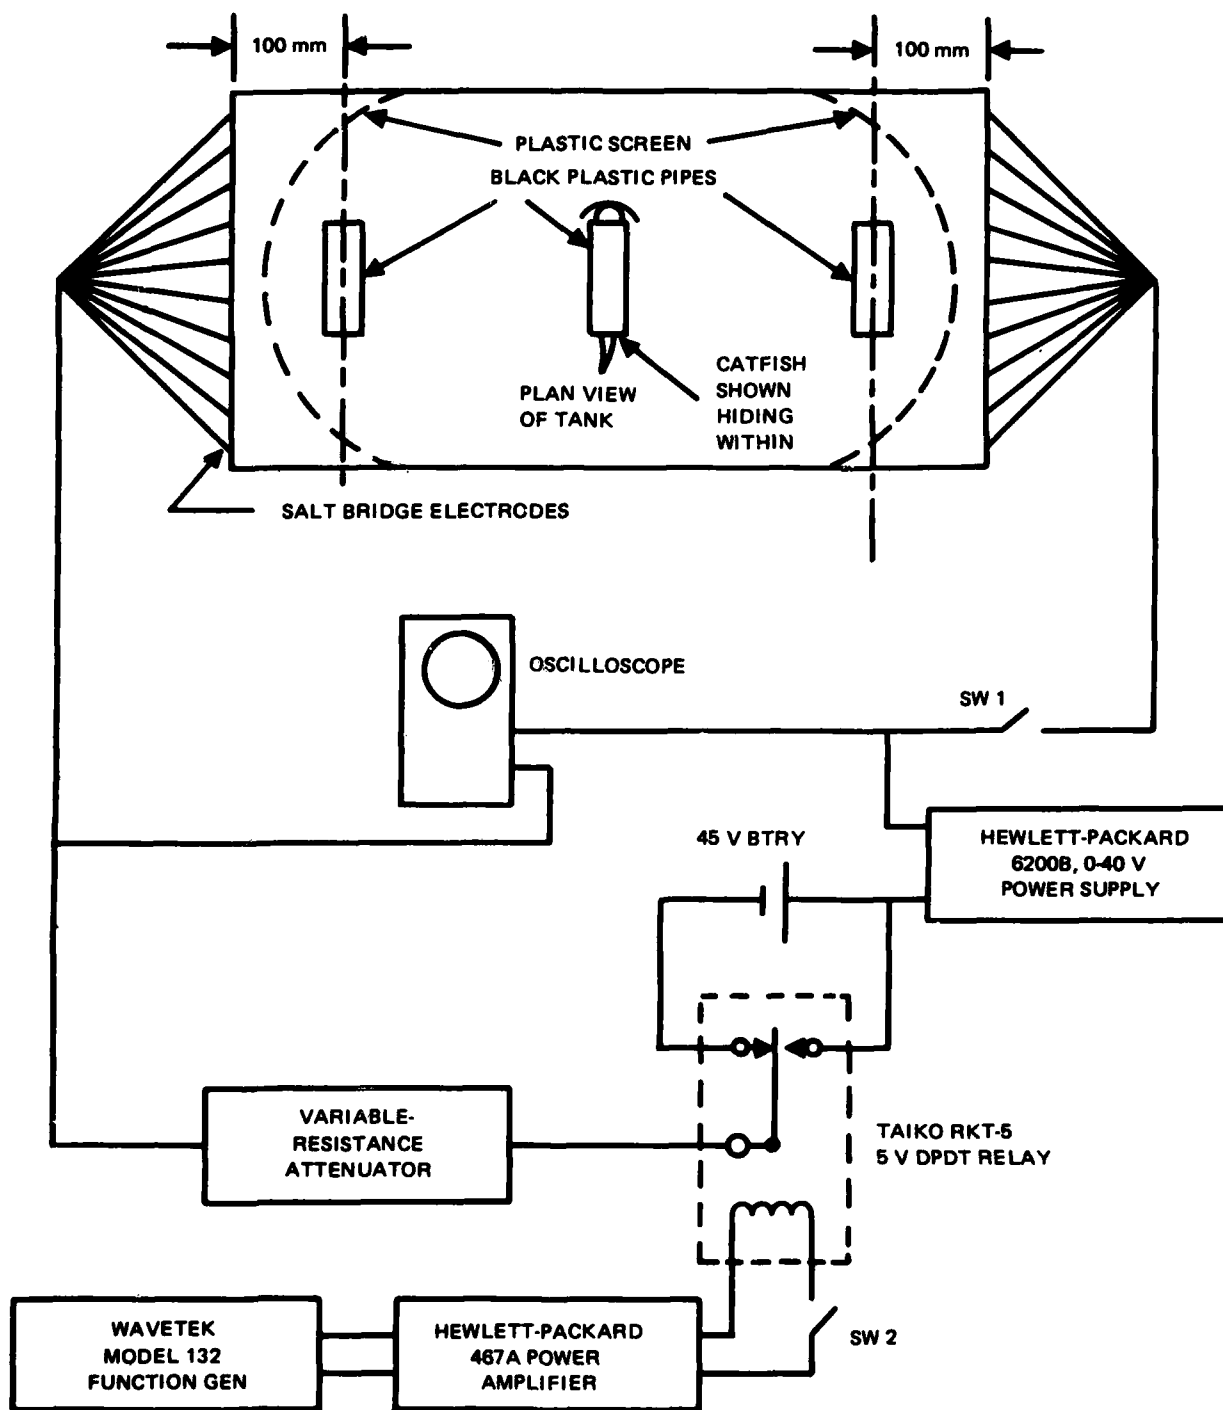 100 mm
100 mm
PLASTIC SCREEN
BLACK PLASTIC PIPES
PLAN VIEW
OF TANK
CATFISH
SHOWN
HIDING
WITHIN
SALT BRIDGE ELECTRODES
OSCILLOSCOPE
SW 1
45 V BTRY
HEWLETT-PACKARD
6200B, 0-40 V
POWER SUPPLY
VARIABLE-
RESISTANCE
ATTENUATOR
TAIKO RKT-5
5 V DPDT RELAY
WAVETEK
MODEL 132
FUNCTION GEN
HEWLETT-PACKARD
467A POWER
AMPLIFIER
SW 2